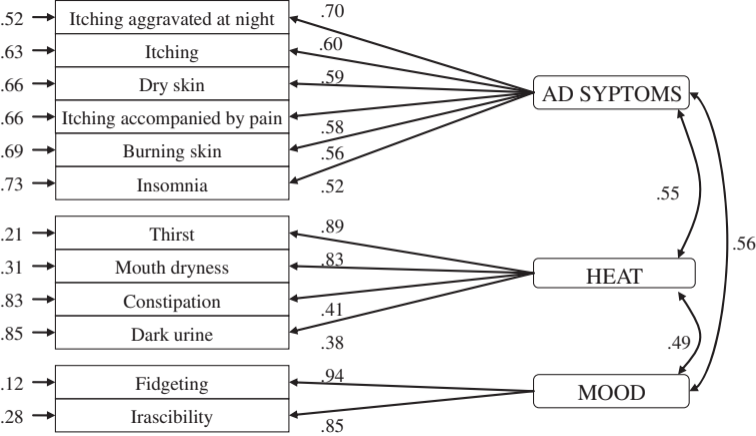 .52 Itching aggravated at night .70
.63 Itching .60
.66 Dry skin .59
AD SYPTOMS
.66 Itching accompanied by pain .58
.69 Burning skin .56
.73 Insomnia .52
.55
.56
.21 Thirst .89
.31 Mouth dryness .83
HEAT
.83 Constipation .41
.85 Dark urine .38
.49
.12 Fidgeting .94
MOOD
.28 Irascibility .85